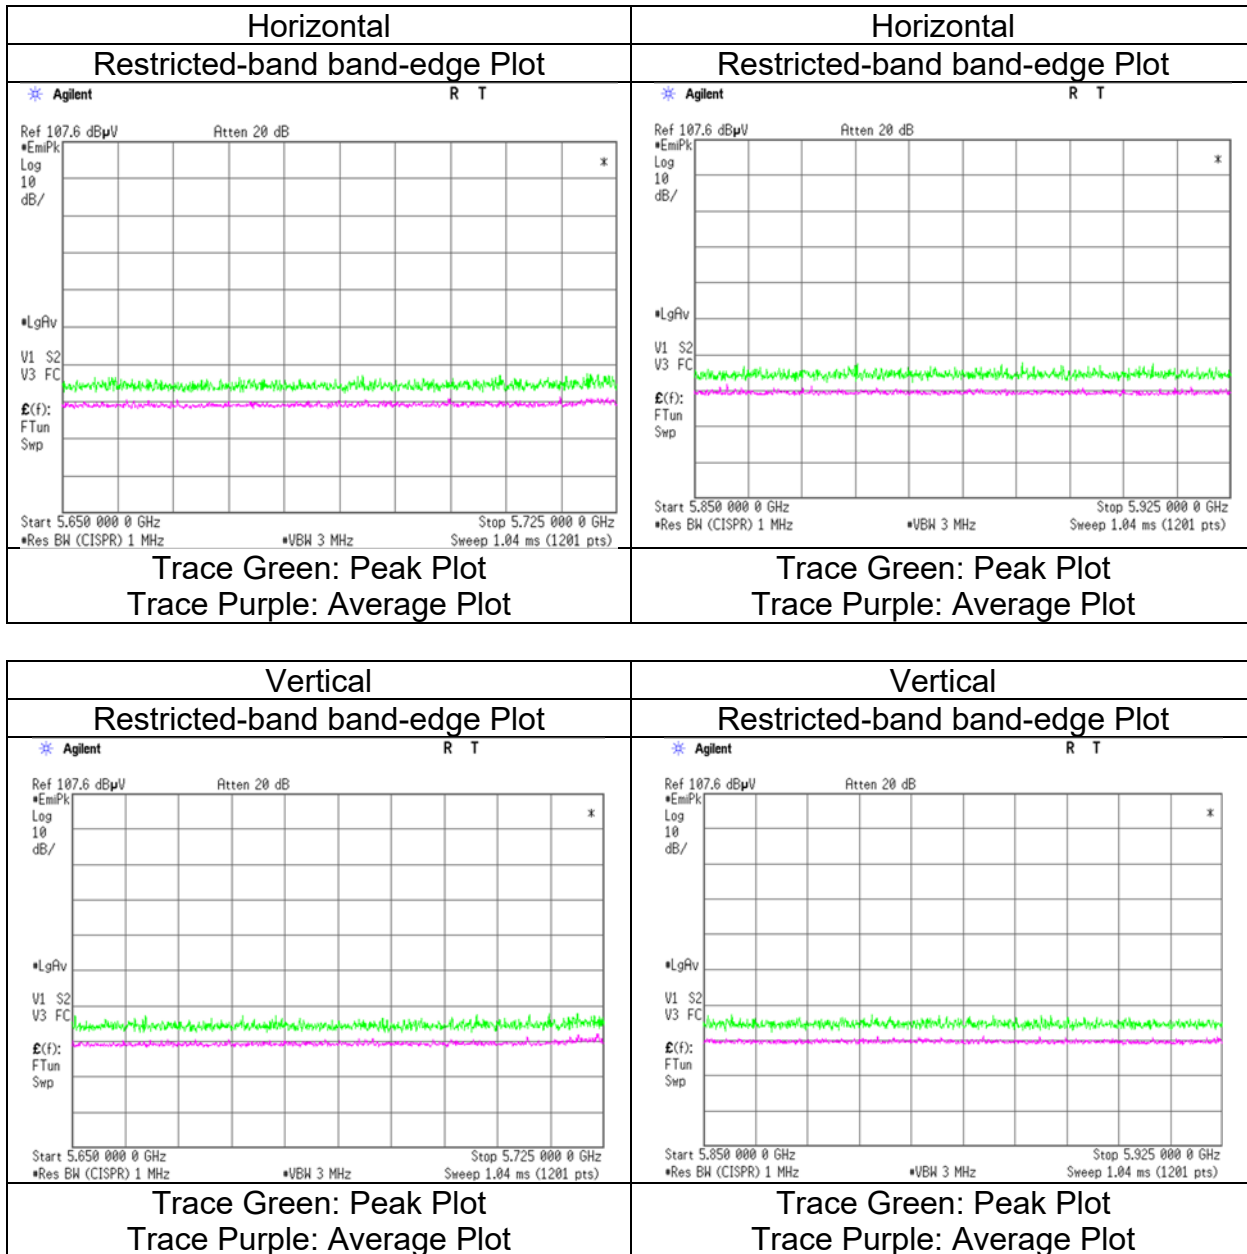 Horizontal
Horizontal
Restricted-band band-edge Plot
Restricted-band band-edge Plot
Agilent R T
Ref 107.6 dBµV Atten 20 dB
*EmiPk
Log
10
dB/
*
*LgAv
V1 S2
V3 FC
£(f):
FTun
Swp
Start 5.650 000 0 GHz Stop 5.725 000 0 GHz
*Res BW (CISPR) 1 MHz *VBW 3 MHz Sweep 1.04 ms (1201 pts)
Agilent R T
Ref 107.6 dBµV Atten 20 dB
*EmiPk
Log
10
dB/
*
*LgAv
V1 S2
V3 FC
£(f):
FTun
Swp
Start 5.850 000 0 GHz Stop 5.925 000 0 GHz
*Res BW (CISPR) 1 MHz *VBW 3 MHz Sweep 1.04 ms (1201 pts)
Trace Green: Peak Plot
Trace Purple: Average Plot
Trace Green: Peak Plot
Trace Purple: Average Plot
Vertical
Vertical
Restricted-band band-edge Plot
Restricted-band band-edge Plot
Agilent R T
Ref 107.6 dBµV Atten 20 dB
*EmiPk
Log
10
dB/
*
*LgAv
V1 S2
V3 FC
£(f):
FTun
Swp
Start 5.650 000 0 GHz Stop 5.725 000 0 GHz
*Res BW (CISPR) 1 MHz *VBW 3 MHz Sweep 1.04 ms (1201 pts)
Agilent R T
Ref 107.6 dBµV Atten 20 dB
*EmiPk
Log
10
dB/
*
*LgAv
V1 S2
V3 FC
£(f):
FTun
Swp
Start 5.850 000 0 GHz Stop 5.925 000 0 GHz
*Res BW (CISPR) 1 MHz *VBW 3 MHz Sweep 1.04 ms (1201 pts)
Trace Green: Peak Plot
Trace Purple: Average Plot
Trace Green: Peak Plot
Trace Purple: Average Plot